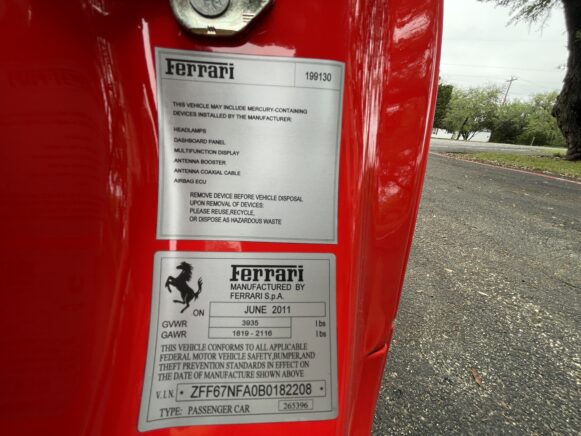 Ferrari 199130
THIS VEHICLE MAY INCLUDE MERCURY-CONTAINING
DEVICES INSTALLED BY THE MANUFACTURER:
HEADLAMPS
DASHBOARD PANEL
MULTIFUNCTION DISPLAY
ANTENNA BOOSTER
ANTENNA COAXIAL CABLE
AIRBAG ECU
REMOVE DEVICE BEFORE VEHICLE DISPOSAL
UPON REMOVAL OF DEVICES:
PLEASE REUSE,RECYCLE,
OR DISPOSE AS HAZARDOUS WASTE
Ferrari
MANUFACTURED BY
FERRARI S.p.A.
ON JUNE 2011
GVWR 3935 lbs
GAWR 1819 - 2116 lbs
THIS VEHICLE CONFORMS TO ALL APPLICABLE
FEDERAL MOTOR VEHICLE SAFETY,BUMPER,AND
THEFT PREVENTION STANDARDS IN EFFECT ON
THE DATE OF MANUFACTURE SHOWN ABOVE
V.I.N. * ZFF67NFA0B0182208 *
TYPE: PASSENGER CAR 265396